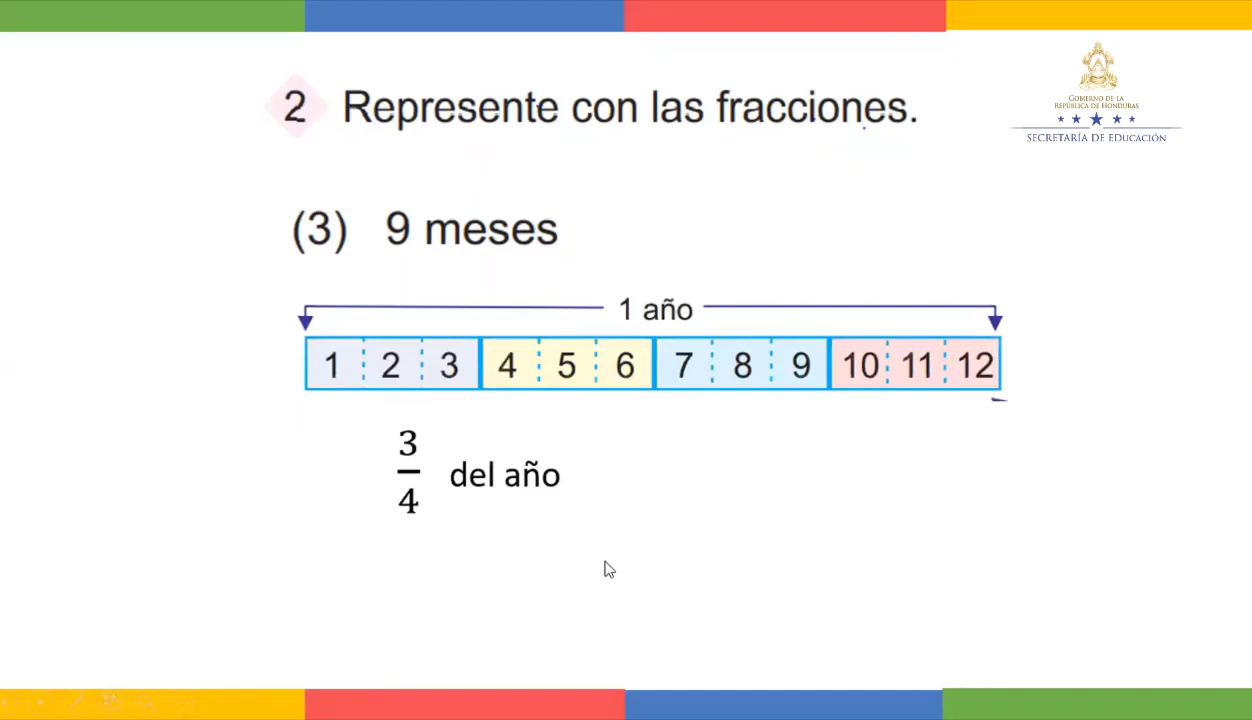 2 Represente con las fracciones.
GOBIERNO DE LA
REPÚBLICA DE HONDURAS
SECRETARÍA DE EDUCACIÓN
(3) 9 meses
1 año
1 2 3 4 5 6 7 8 9 10 11 12
3
4
del año